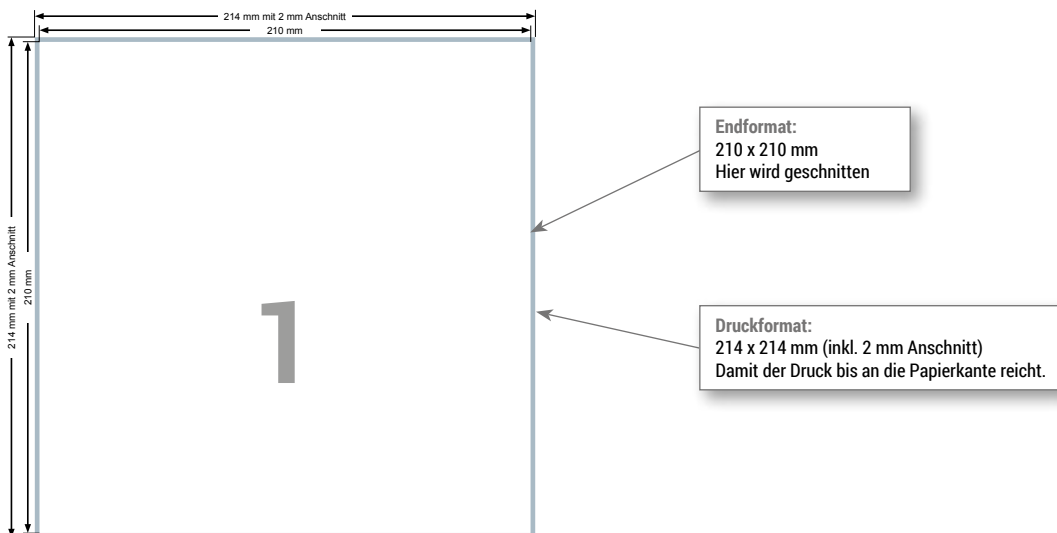 214 mm mit 2 mm Anschnitt
210 mm
214 mm mit 2 mm Anschnitt
210 mm
1
Endformat:
210 x 210 mm
Hier wird geschnitten
Druckformat:
214 x 214 mm (inkl. 2 mm Anschnitt)
Damit der Druck bis an die Papierkante reicht.